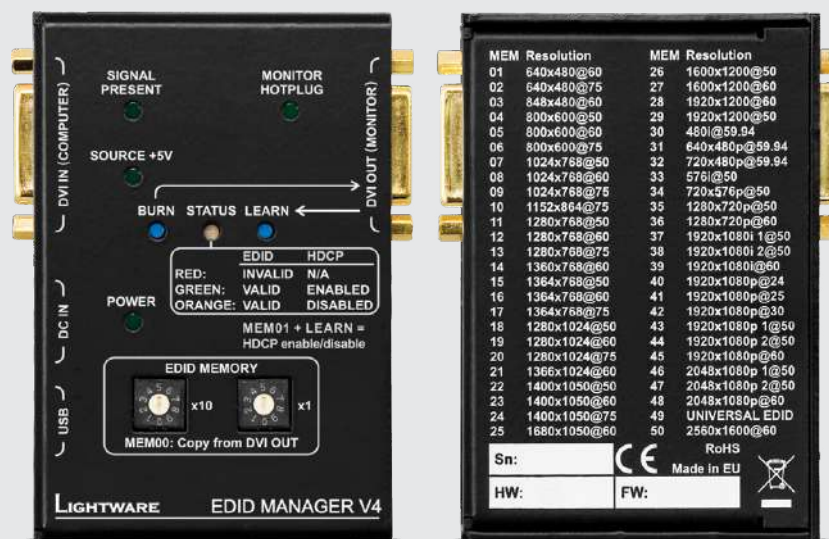 SIGNAL PRESENT
MONITOR HOTPLUG
DVI IN (COMPUTER)
DVI OUT (MONITOR)
SOURCE +5V
BURN STATUS LEARN
EDID HDCP
RED: INVALID N/A
GREEN: VALID ENABLED
ORANGE: VALID DISABLED
DC IN
POWER
MEM01 + LEARN =
HDCP enable/disable
EDID MEMORY
USB
x10 x1
MEM00: Copy from DVI OUT
LIGHTWARE EDID MANAGER V4
MEM Resolution
01 640x480@60
02 640x480@75
03 848x480@60
04 800x600@50
05 800x600@60
06 800x600@75
07 1024x768@50
08 1024x768@60
09 1024x768@75
10 1152x864@75
11 1280x768@50
12 1280x768@60
13 1280x768@75
14 1360x768@60
15 1364x768@50
16 1364x768@60
17 1364x768@75
18 1280x1024@50
19 1280x1024@60
20 1280x1024@75
21 1366x1024@60
22 1400x1050@50
23 1400x1050@60
24 1400x1050@75
25 1680x1050@60
MEM Resolution
26 1600x1200@50
27 1600x1200@60
28 1920x1200@60
29 1920x1200@50
30 480i@59.94
31 640x480p@59.94
32 720x480p@59.94
33 576i@50
34 720x576p@50
35 1280x720p@50
36 1280x720p@60
37 1920x1080i 1@50
38 1920x1080i 2@50
39 1920x1080i@60
40 1920x1080p@24
41 1920x1080p@25
42 1920x1080p@30
43 1920x1080p 1@50
44 1920x1080p 2@50
45 1920x1080p@60
46 2048x1080p 1@50
47 2048x1080p 2@50
48 2048x1080p@60
49 UNIVERSAL EDID
50 2560x1600@60
Sn:
CE
RoHS
Made in EU
HW: FW: